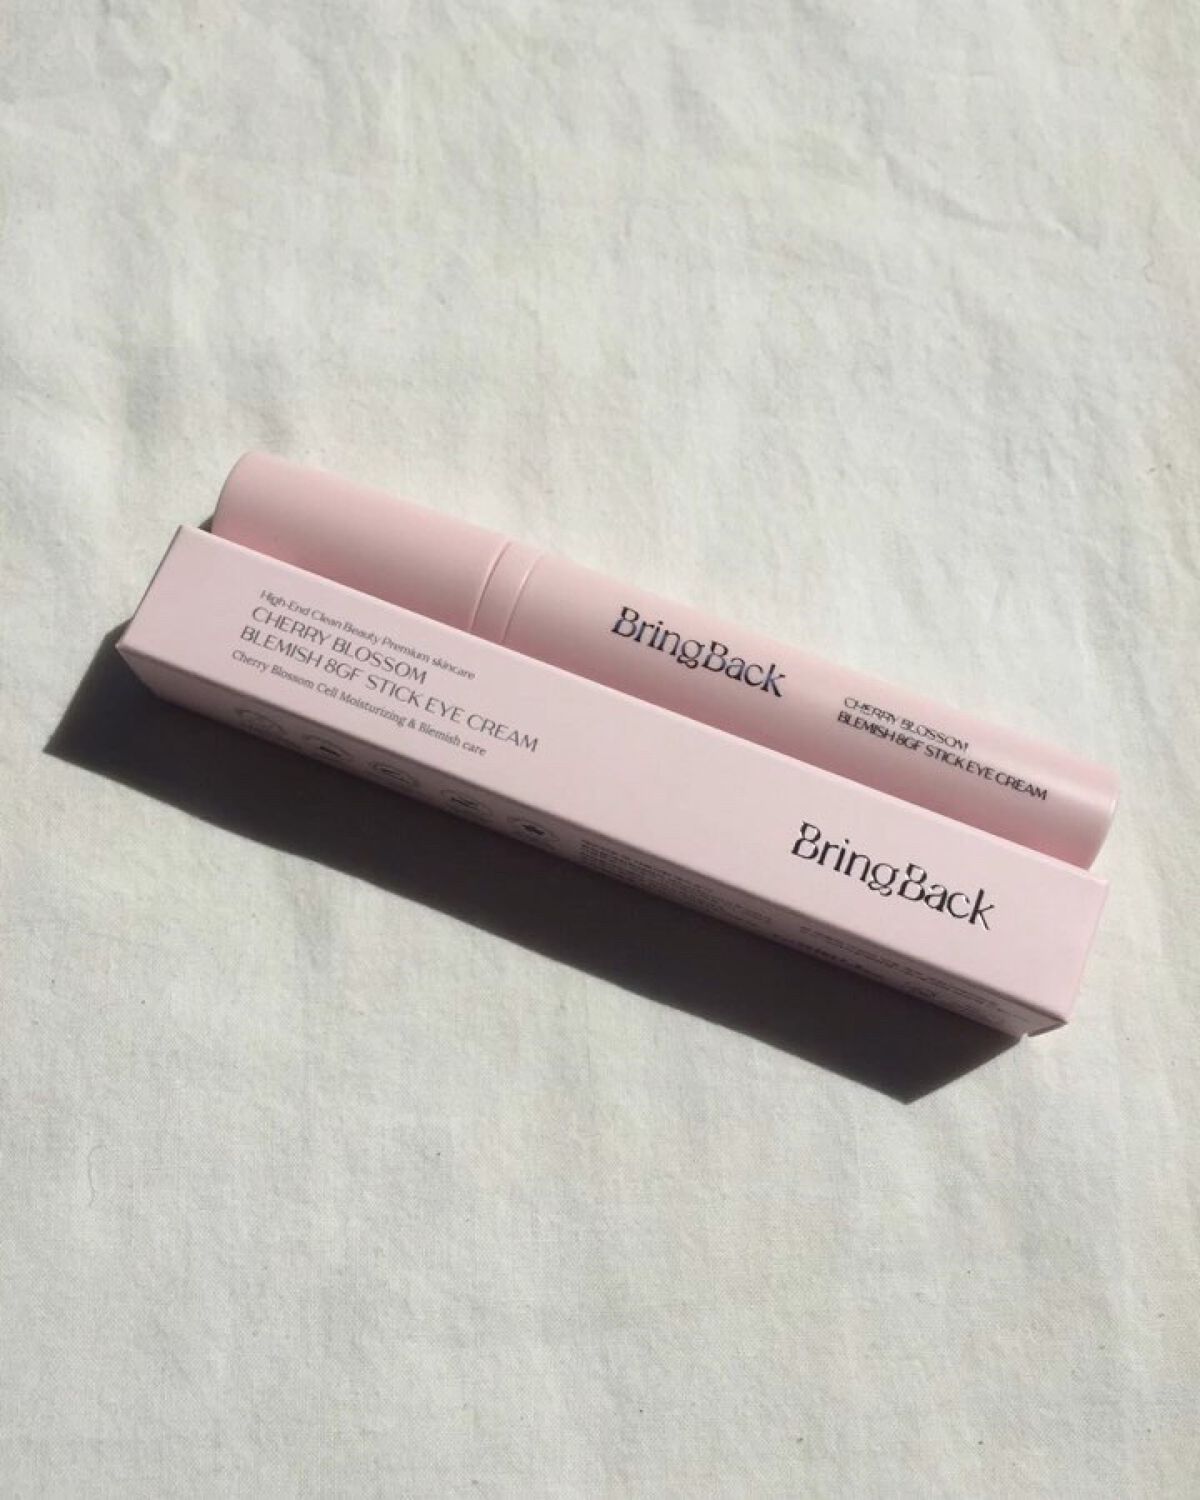 BringBack
CHERRY BLOSSOM
BLEMISH 8GF STICK EYE CREAM
High-End Clean Beauty Premium skincare
CHERRY BLOSSOM
BLEMISH 8GF STICK EYE CREAM
Cherry Blossom Cell Moisturizing & Blemish care
BringBack